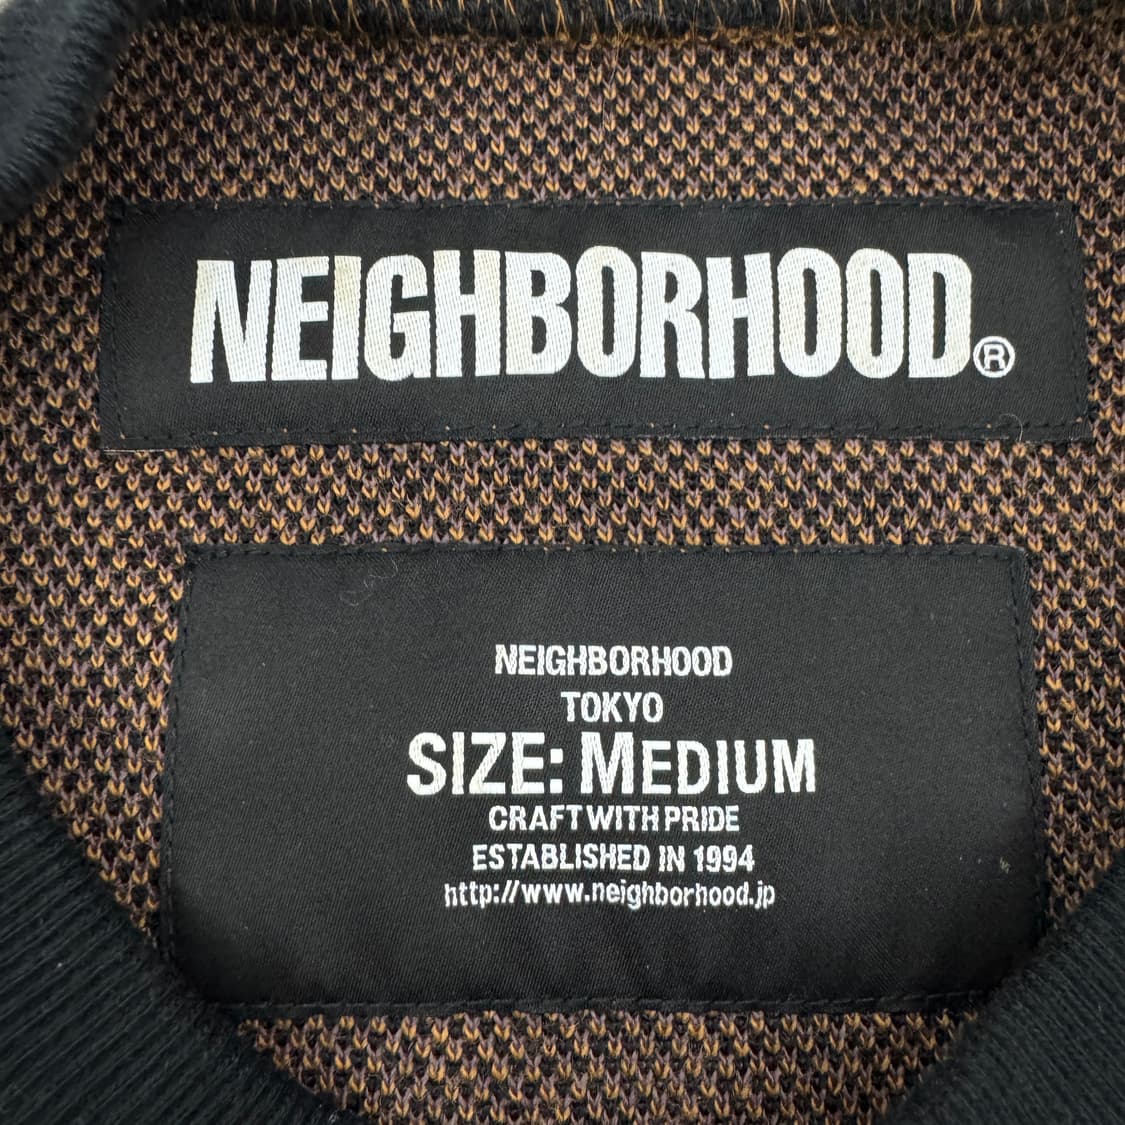 NEIGHBORHOOD®
NEIGHBORHOOD
TOKYO
SIZE: MEDIUM
CRAFT WITH PRIDE
ESTABLISHED IN 1994
http://www.neighborhood.jp